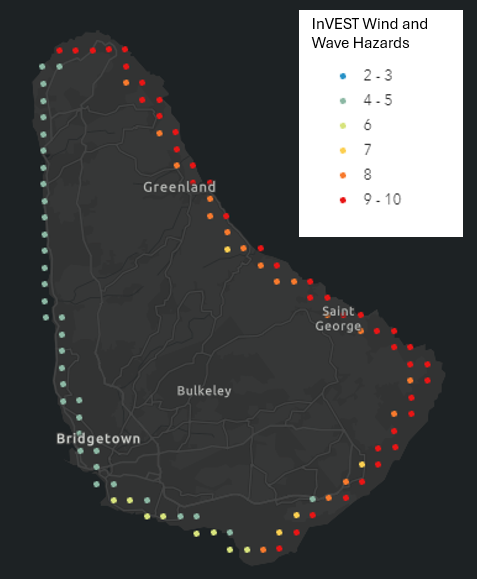 InVEST Wind and
Wave Hazards
2 - 3
4 - 5
6
7
8
9 - 10
Greenland
Saint
George
Bulkeley
Bridgetown